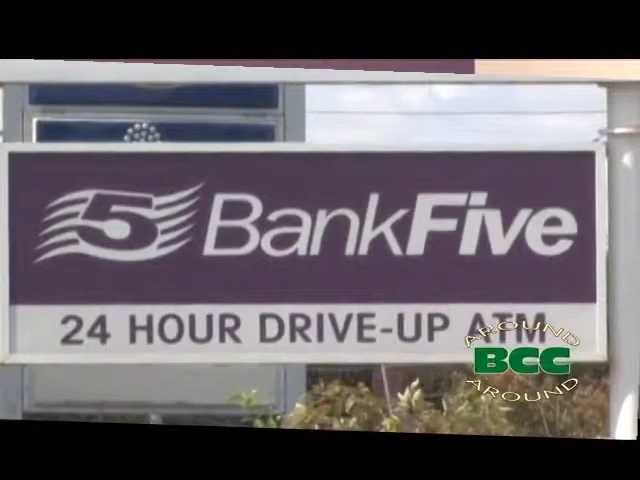 5 BankFive
24 HOUR DRIVE-UP ATM
AROUND
BCC
AROUND